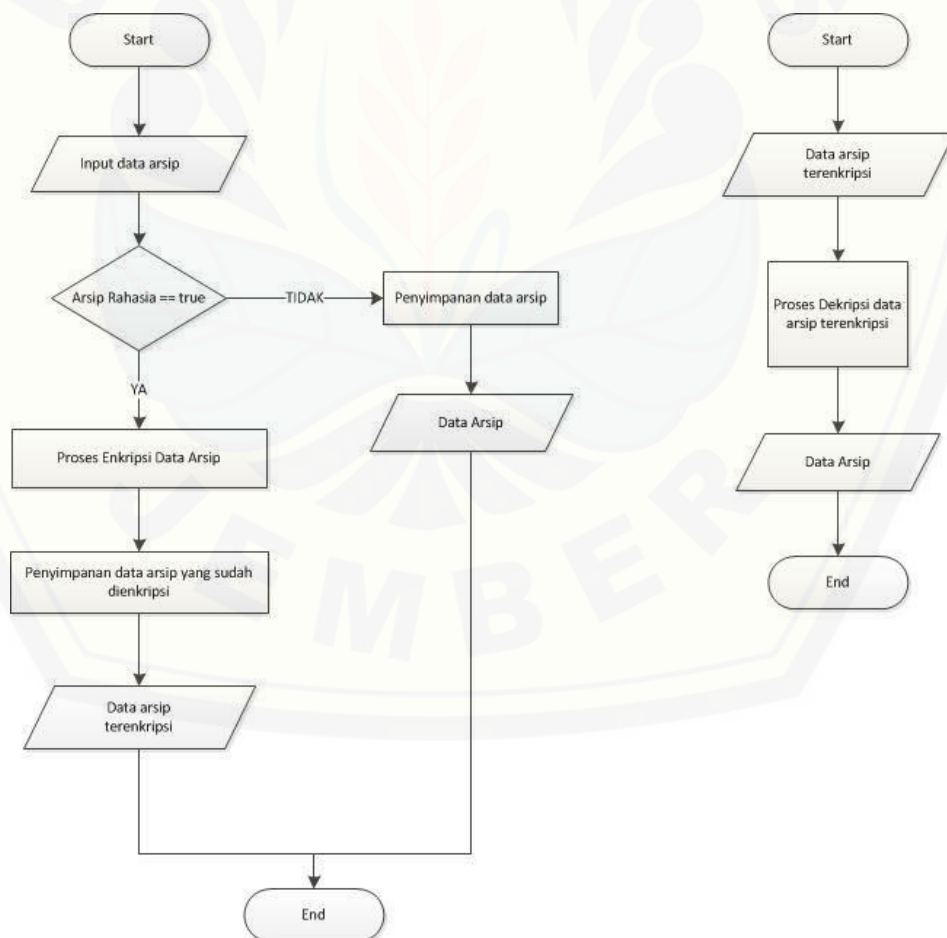 Start
Input data arsip
Arsip Rahasia == true
TIDAK
Penyimpanan data arsip
YA
Data Arsip
Proses Enkripsi Data Arsip
Penyimpanan data arsip yang sudah
dienkripsi
Data arsip
terenkripsi
End
Start
Data arsip
terenkripsi
Proses Dekripsi data
arsip terenkripsi
Data Arsip
End
JEMBER